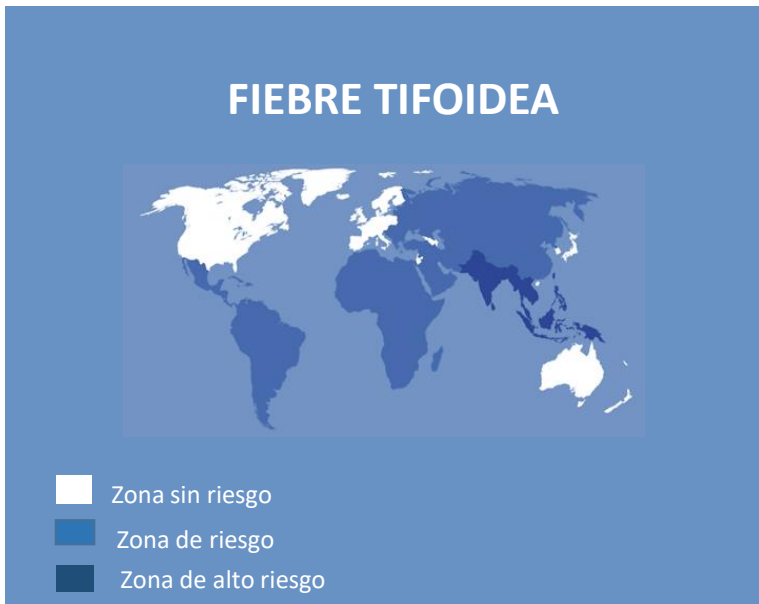 FIEBRE TIFOIDEA
Zona sin riesgo
Zona de riesgo
Zona de alto riesgo